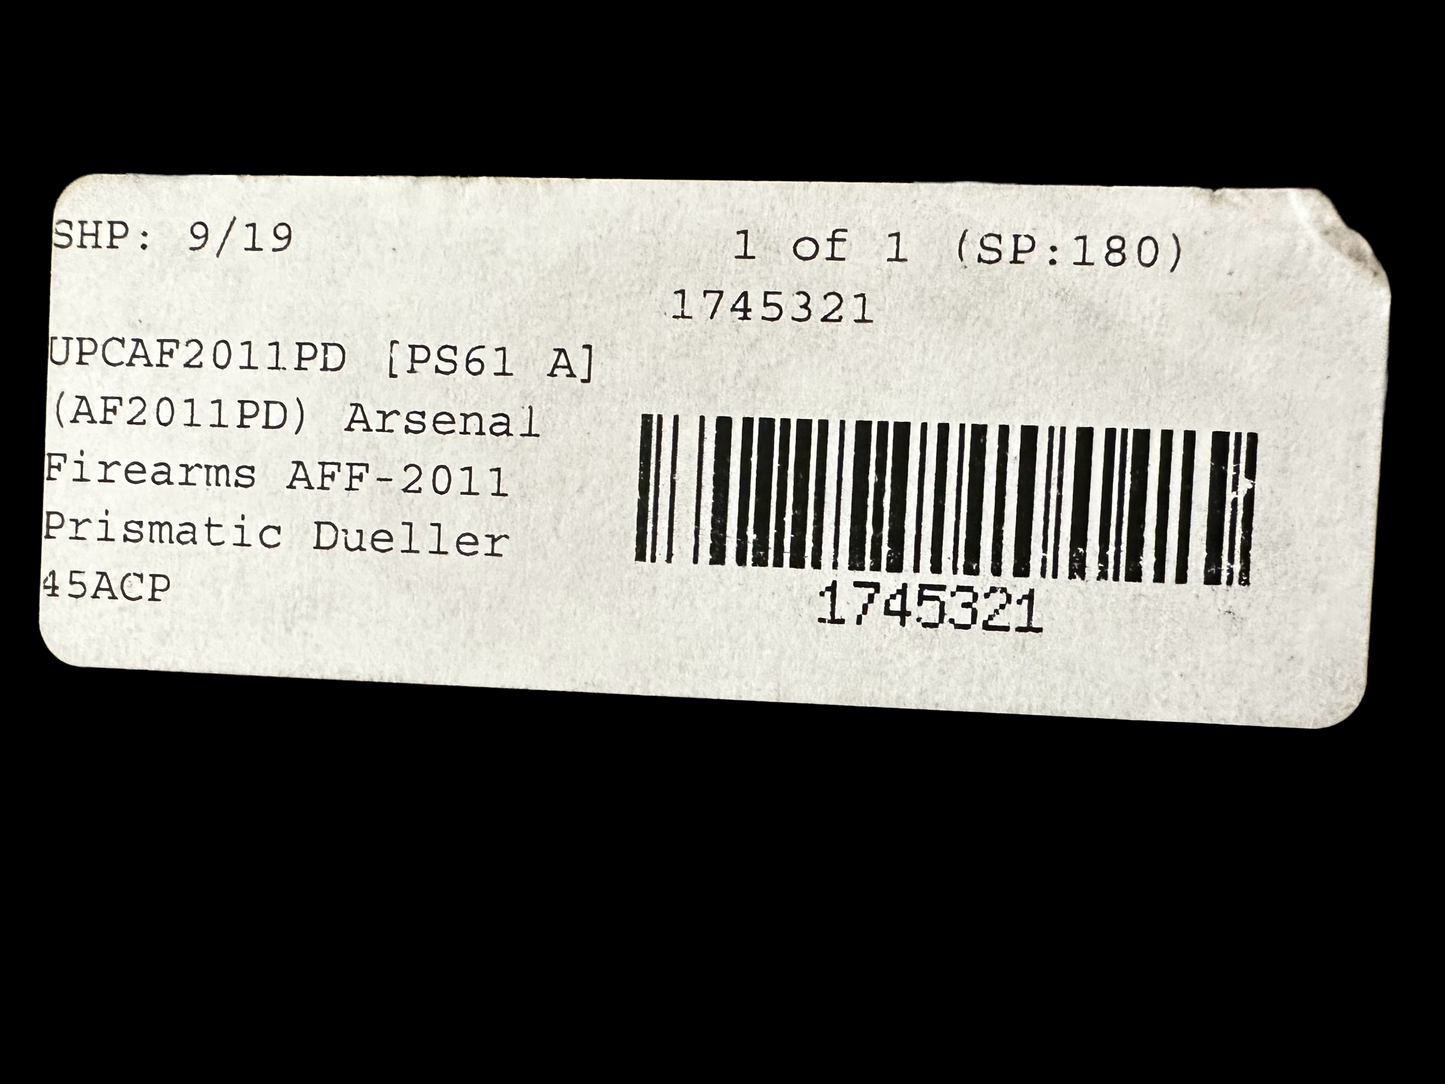 SHP: 9/19
1 of 1 (SP:180)
1745321
UPCAF2011PD [PS61 A]
(AF2011PD) Arsenal
Firearms AFF-2011
Prismatic Dueller
45ACP
1745321